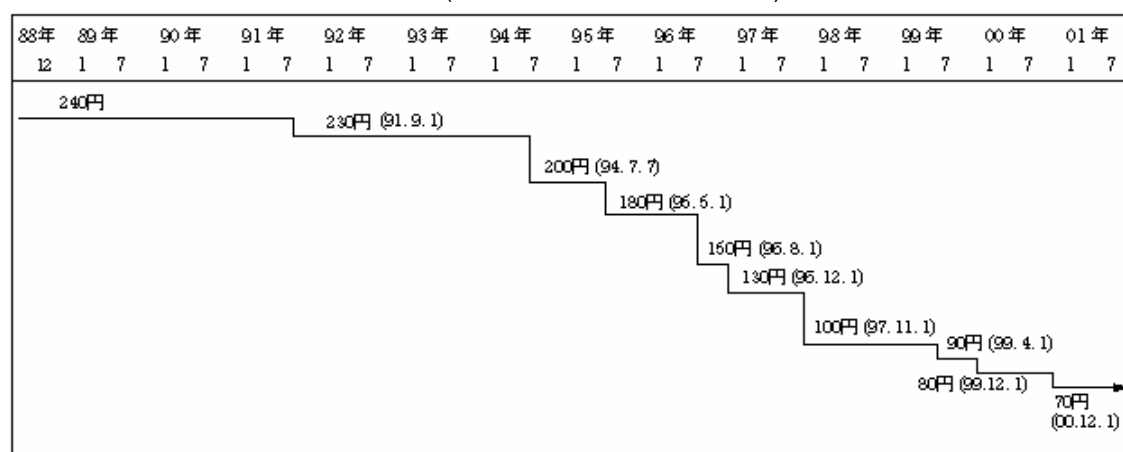 88年 89年 90年 91年 92年 93年 94年 95年 96年 97年 98年 99年 00年 01年
12 1 7 1 7 1 7 1 7 1 7 1 7 1 7 1 7 1 7 1 7 1 7 1 7 1 7
240円
230円 (91.9.1)
200円 (94.7.7)
180円 (95.6.1)
150円 (96.8.1)
130円 (96.12.1)
100円 (97.11.1)
90円 (99.4.1)
80円 (99.12.1)
70円
(00.12.1)